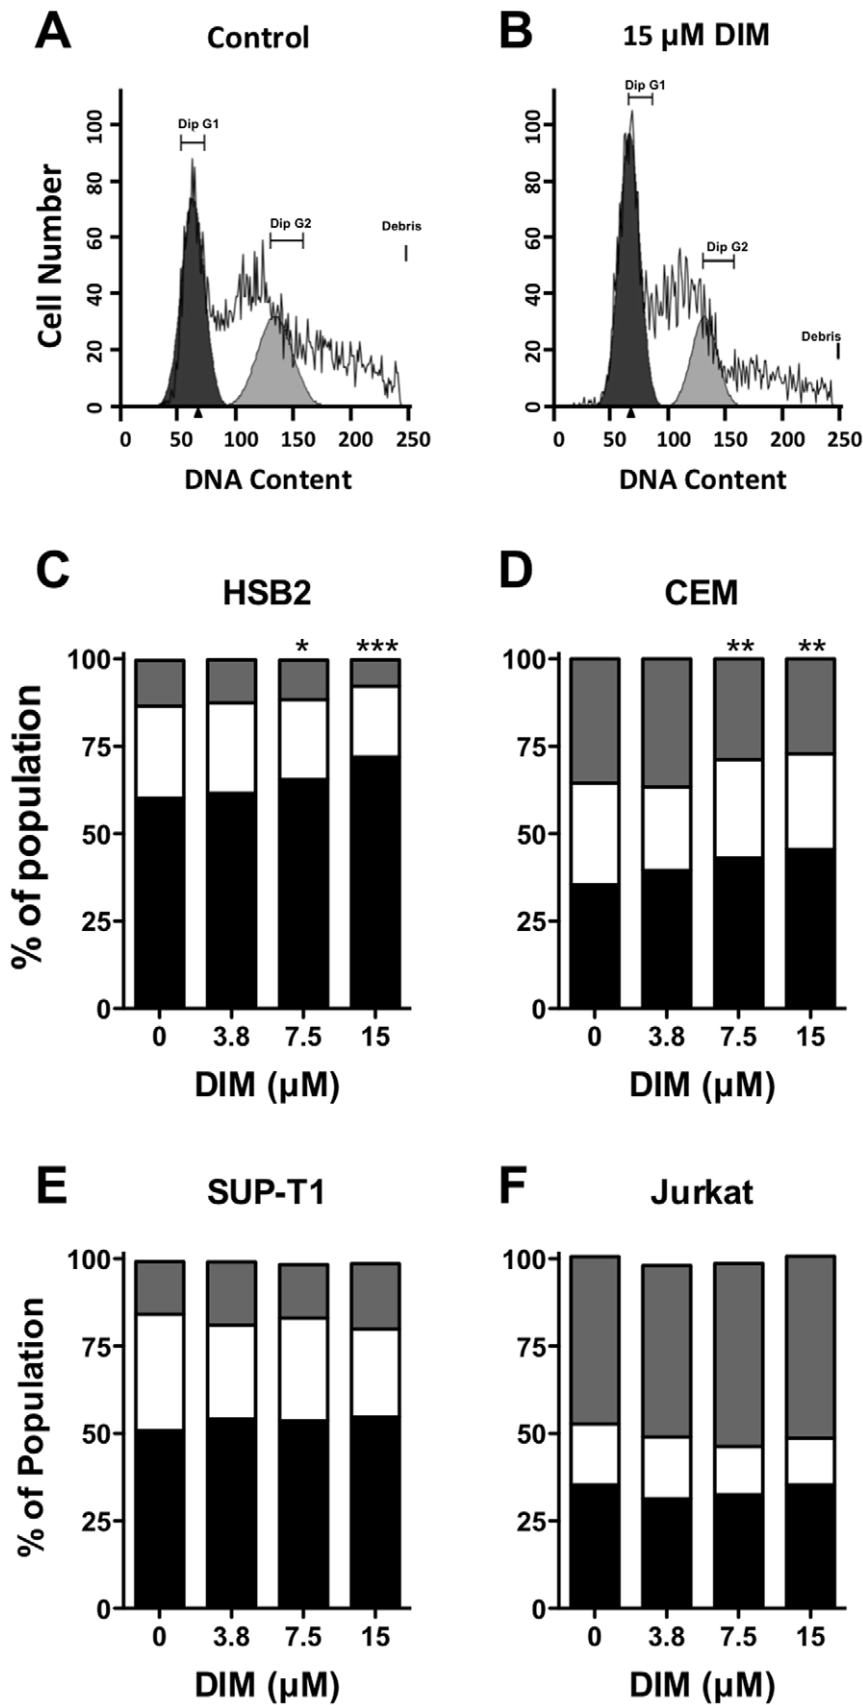 A Control
B 15 µM DIM
Dip G1
Dip G2
Debris
Cell Number
100
80
60
40
20
0
0 50 100 150 200 250
DNA Content
Dip G1
Dip G2
Debris
100
80
60
40
20
0
0 50 100 150 200 250
DNA Content
C HSB2
* ***
% of population
100
75
50
25
0
0 3.8 7.5 15
DIM (µM)
D CEM
** **
100
75
50
25
0
0 3.8 7.5 15
DIM (µM)
E SUP-T1
% of Population
100
75
50
25
0
0 3.8 7.5 15
DIM (µM)
F Jurkat
100
75
50
25
0
0 3.8 7.5 15
DIM (µM)